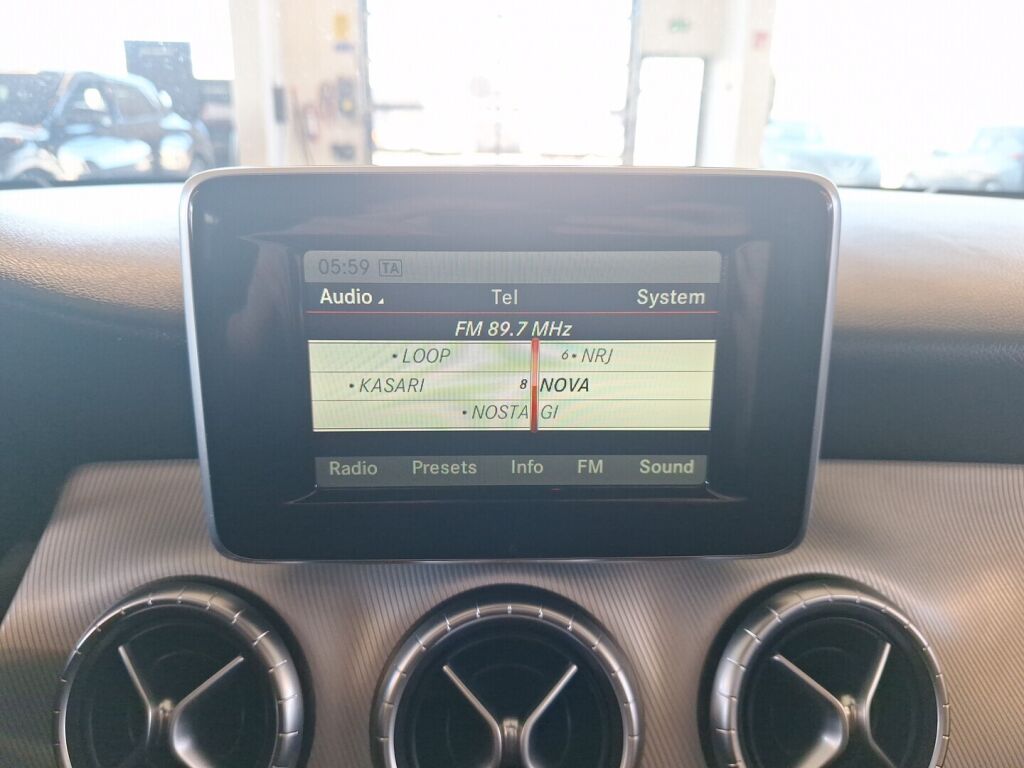 05:59 TA
Audio Tel System
FM 89.7 MHz
• LOOP 6 • NRJ
• KASARI 8 NOVA
• NOSTALGI
Radio Presets Info FM Sound